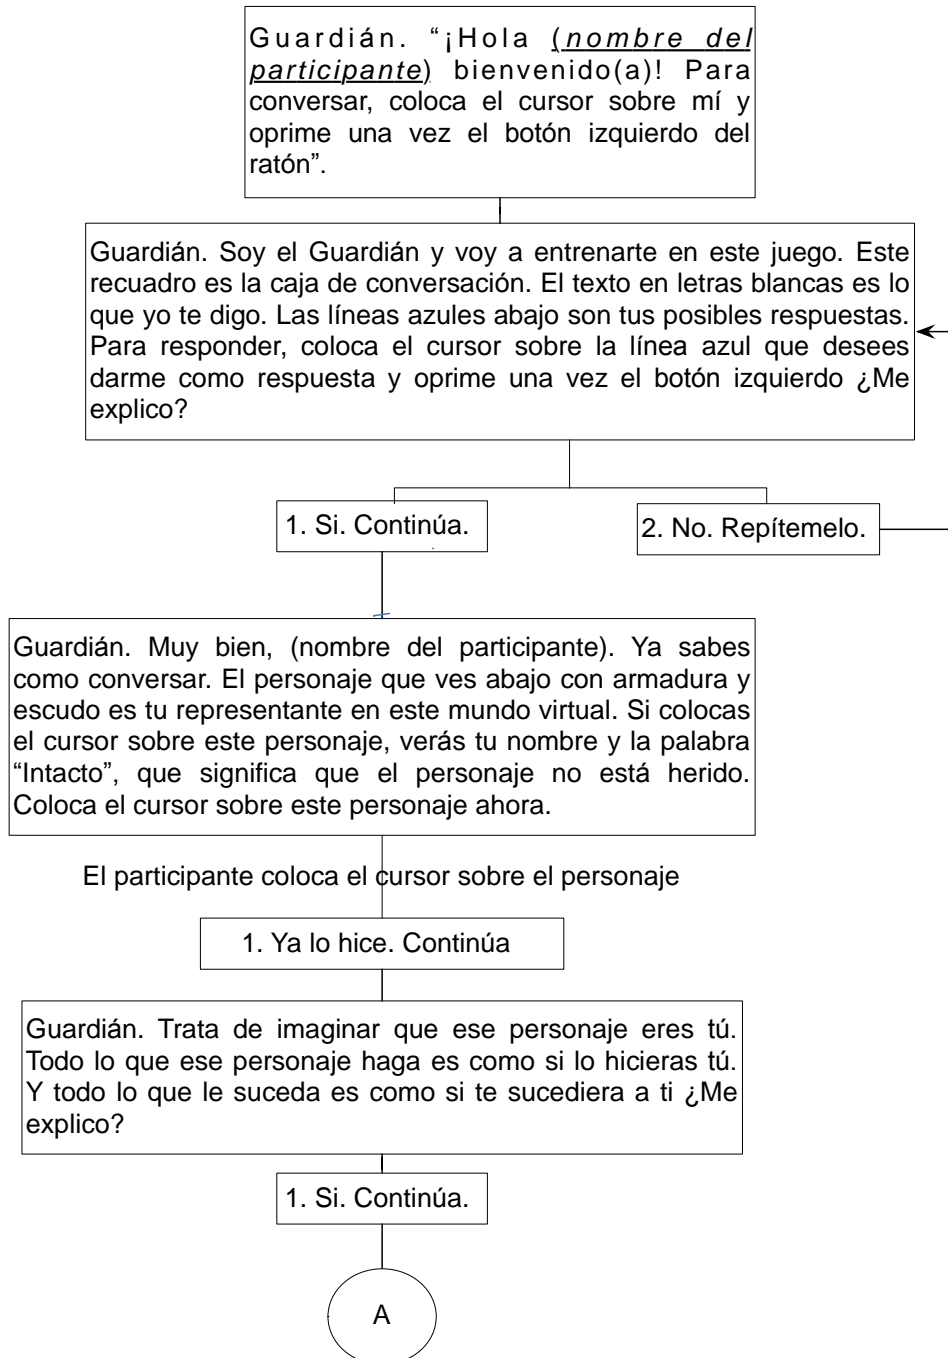 Guardián. “¡Hola (nombre del
participante) bienvenido(a)! Para
conversar, coloca el cursor sobre mí y
oprime una vez el botón izquierdo del
ratón”.
Guardián. Soy el Guardián y voy a entrenarte en este juego. Este
recuadro es la caja de conversación. El texto en letras blancas es lo
que yo te digo. Las líneas azules abajo son tus posibles respuestas.
Para responder, coloca el cursor sobre la línea azul que desees
darme como respuesta y oprime una vez el botón izquierdo ¿Me
explico?
1. Si. Continúa.
2. No. Repítemelo.
Guardián. Muy bien, (nombre del participante). Ya sabes
como conversar. El personaje que ves abajo con armadura y
escudo es tu representante en este mundo virtual. Si colocas
el cursor sobre este personaje, verás tu nombre y la palabra
“Intacto”, que significa que el personaje no está herido.
Coloca el cursor sobre este personaje ahora.
El participante coloca el cursor sobre el personaje
1. Ya lo hice. Continúa
Guardián. Trata de imaginar que ese personaje eres tú.
Todo lo que ese personaje haga es como si lo hicieras tú.
Y todo lo que le suceda es como si te sucediera a ti ¿Me
explico?
1. Si. Continúa.
A